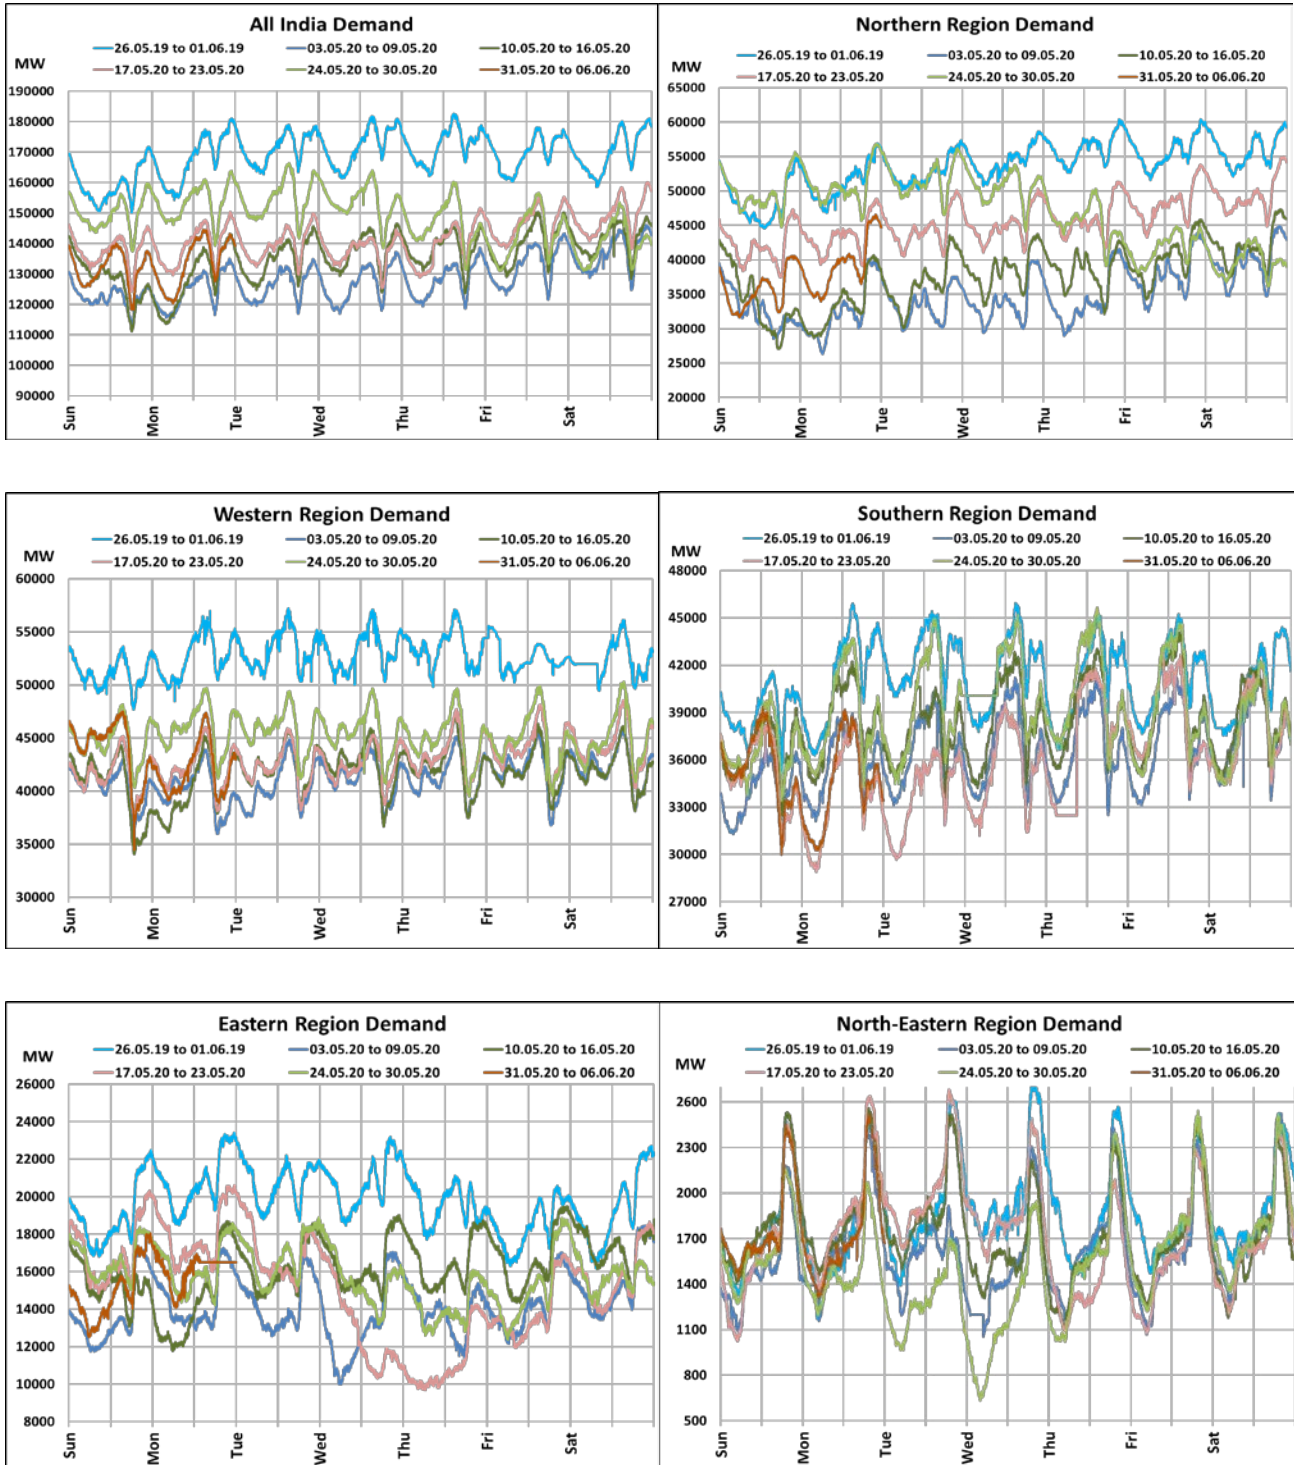 All India Demand
26.05.19 to 01.06.19 03.05.20 to 09.05.20 10.05.20 to 16.05.20
MW 17.05.20 to 23.05.20 24.05.20 to 30.05.20 31.05.20 to 06.06.20
190000
180000
170000
160000
150000
140000
130000
120000
110000
100000
90000
Sun Mon Tue Wed Thu Fri Sat
Northern Region Demand
26.05.19 to 01.06.19 03.05.20 to 09.05.20 10.05.20 to 16.05.20
MW 17.05.20 to 23.05.20 24.05.20 to 30.05.20 31.05.20 to 06.06.20
65000
60000
55000
50000
45000
40000
35000
30000
25000
20000
Sun Mon Tue Wed Thu Fri Sat
Western Region Demand
26.05.19 to 01.06.19 03.05.20 to 09.05.20 10.05.20 to 16.05.20
MW 17.05.20 to 23.05.20 24.05.20 to 30.05.20 31.05.20 to 06.06.20
60000
55000
50000
45000
40000
35000
30000
Sun Mon Tue Wed Thu Fri Sat
Southern Region Demand
26.05.19 to 01.06.19 03.05.20 to 09.05.20 10.05.20 to 16.05.20
MW 17.05.20 to 23.05.20 24.05.20 to 30.05.20 31.05.20 to 06.06.20
48000
45000
42000
39000
36000
33000
30000
27000
Sun Mon Tue Wed Thu Fri Sat
Eastern Region Demand
26.05.19 to 01.06.19 03.05.20 to 09.05.20 10.05.20 to 16.05.20
MW 17.05.20 to 23.05.20 24.05.20 to 30.05.20 31.05.20 to 06.06.20
26000
24000
22000
20000
18000
16000
14000
12000
10000
8000
Sun Mon Tue Wed Thu Fri Sat
North-Eastern Region Demand
26.05.19 to 01.06.19 03.05.20 to 09.05.20 10.05.20 to 16.05.20
MW 17.05.20 to 23.05.20 24.05.20 to 30.05.20 31.05.20 to 06.06.20
2600
2300
2000
1700
1400
1100
800
500
Sun Mon Tue Wed Thu Fri Sat